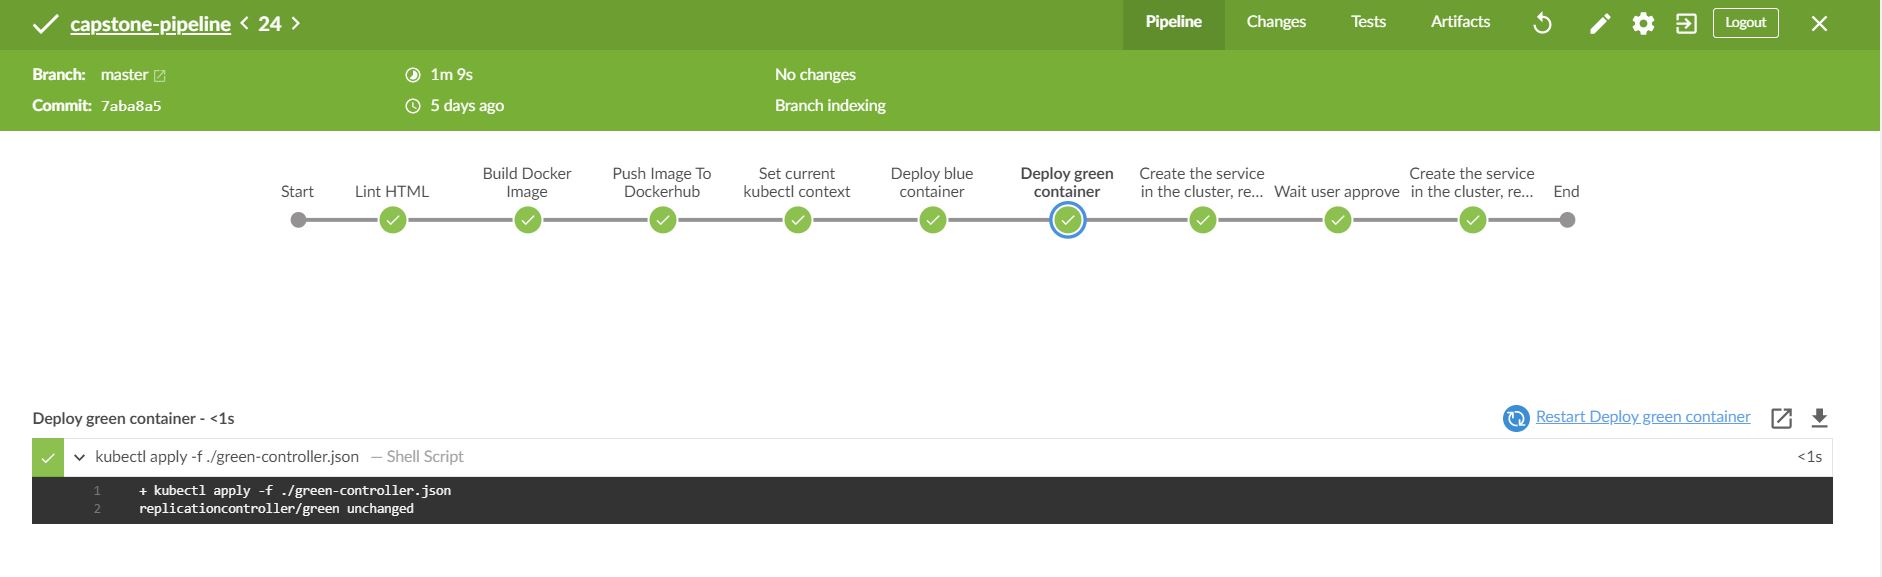 capstone-pipeline < 24 >
Pipeline
Changes
Tests
Artifacts
Logout
Branch: master
1m 9s
No changes
Commit: 7aba8a5
5 days ago
Branch indexing
Start
Lint HTML
Build Docker
Image
Push Image To
Dockerhub
Set current
kubectl context
Deploy blue
container
Deploy green
container
Create the service
in the cluster, re...
Wait user approve
Create the service
in the cluster, re...
End
Deploy green container - <1s
Restart Deploy green container
kubectl apply -f ./green-controller.json — Shell Script
<1s
1 + kubectl apply -f ./green-controller.json
2 replicationcontroller/green unchanged